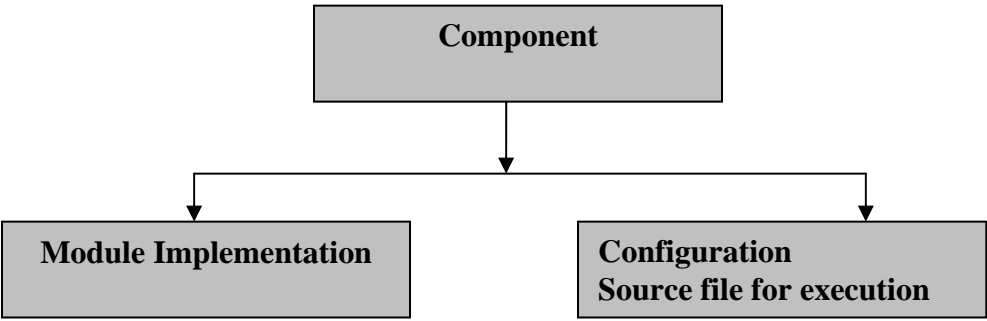 Component
Module Implementation
Configuration
Source file for execution